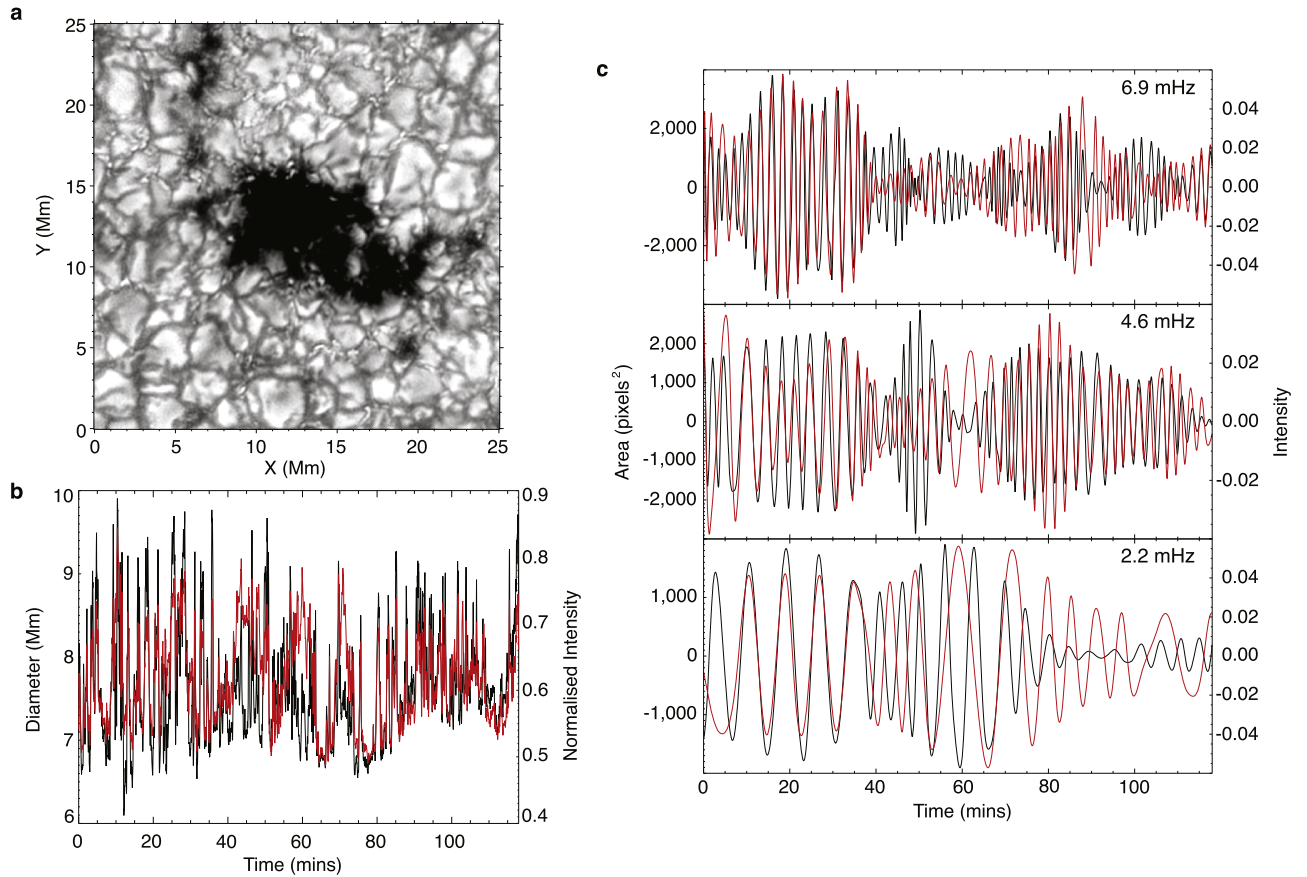 a
25
20
15
10
5
0
Y (Mm)
0 5 10 15 20 25
X (Mm)
b
10
9
8
7
6
Diameter (Mm)
0.9
0.8
0.7
0.6
0.5
0.4
Normalised Intensity
0 20 40 60 80 100
Time (mins)
c
6.9 mHz
2,000
0
-2,000
0.04
0.02
0.00
-0.02
-0.04
4.6 mHz
2,000
1,000
0
-1,000
-2,000
Area (pixels²)
0.02
0.00
-0.02
Intensity
2.2 mHz
1,000
0
-1,000
0.04
0.02
0.00
-0.02
-0.04
0 20 40 60 80 100
Time (mins)